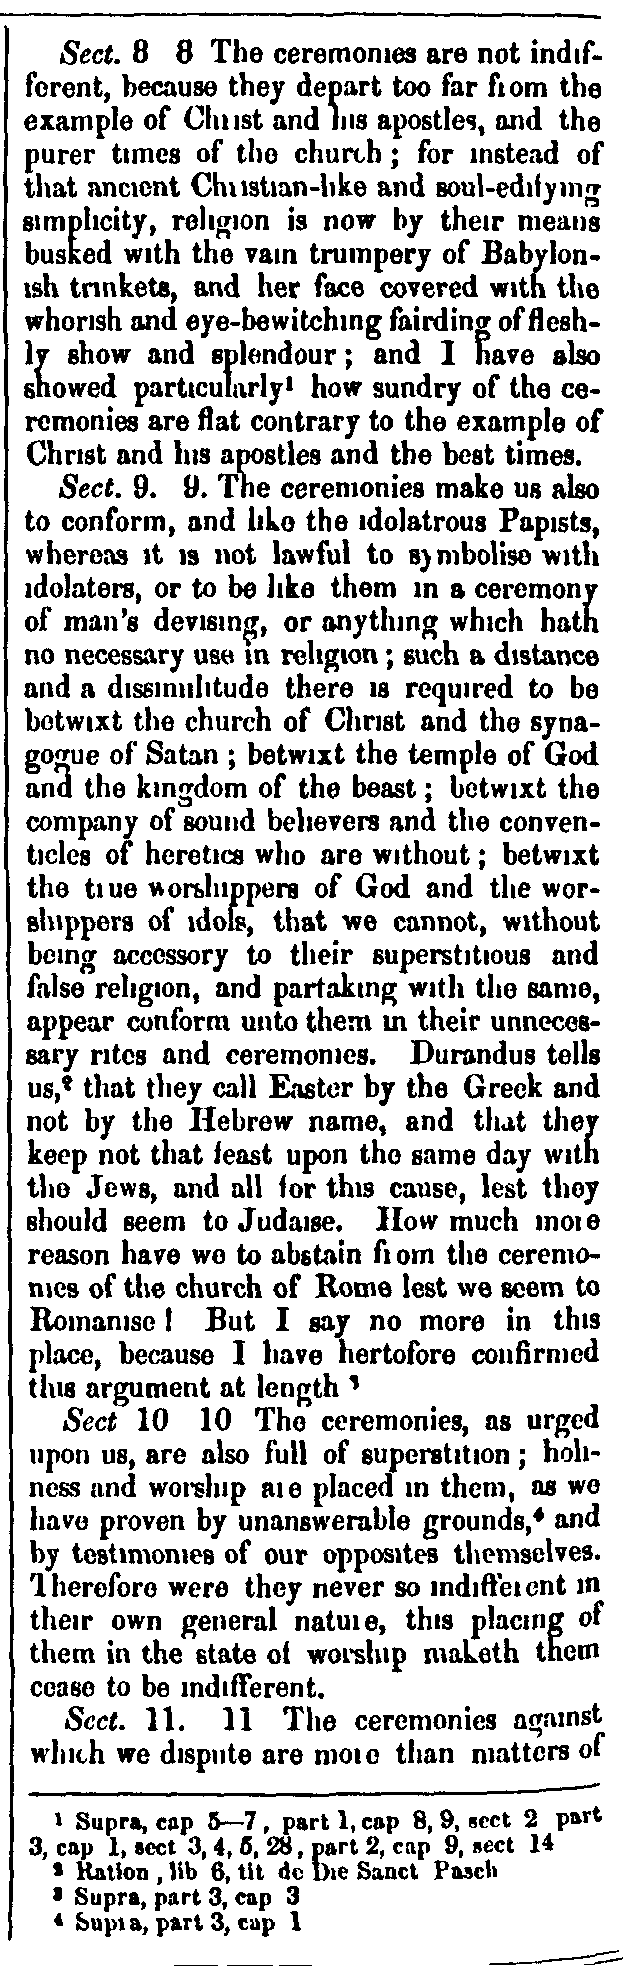 Sect. 8 8 The ceremonies are not indif-
ferent, because they depart too far from the
example of Christ and his apostles, and the
purer times of the church; for instead of
that ancient Christian-like and soul-edifying
simplicity, religion is now by their means
busked with the vain trumpery of Babylon-
ish trinkets, and her face covered with the
whorish and eye-bewitching fairding of flesh-
ly show and splendour; and I have also
showed particularly¹ how sundry of the ce-
remonies are flat contrary to the example of
Christ and his apostles and the best times.
Sect. 9. 9. The ceremonies make us also
to conform, and like the idolatrous Papists,
whereas it is not lawful to symbolise with
idolaters, or to be like them in a ceremony
of man's devising, or anything which hath
no necessary use in religion; such a distance
and a dissimilitude there is required to be
betwixt the church of Christ and the syna-
gogue of Satan; betwixt the temple of God
and the kingdom of the beast; betwixt the
company of sound believers and the conven-
ticles of heretics who are without; betwixt
the true worshippers of God and the wor-
shippers of idols, that we cannot, without
being accessory to their superstitious and
false religion, and partaking with the same,
appear conform unto them in their unneces-
sary rites and ceremonies. Durandus tells
us,² that they call Easter by the Greek and
not by the Hebrew name, and that they
keep not that feast upon the same day with
the Jews, and all for this cause, lest they
should seem to Judaise. How much more
reason have we to abstain from the ceremo-
nies of the church of Rome lest we seem to
Romanise! But I say no more in this
place, because I have hertofore confirmed
this argument at length ³
Sect 10 10 The ceremonies, as urged
upon us, are also full of superstition; holi-
ness and worship are placed in them, as we
have proven by unanswerable grounds,⁴ and
by testimonies of our opposites themselves.
Therefore were they never so indifferent in
their own general nature, this placing of
them in the state of worship maketh them
cease to be indifferent.
Sect. 11. 11 The ceremonies against
which we dispute are more than matters of
¹ Supra, cap 5—7, part 1, cap 8, 9, sect 2 part
3, cap 1, sect 3, 4, 5, 28, part 2, cap 9, sect 14
² Ration, lib 6, tit de Die Sanct Pasch
³ Supra, part 3, cap 3
⁴ Supra, part 3, cap 1